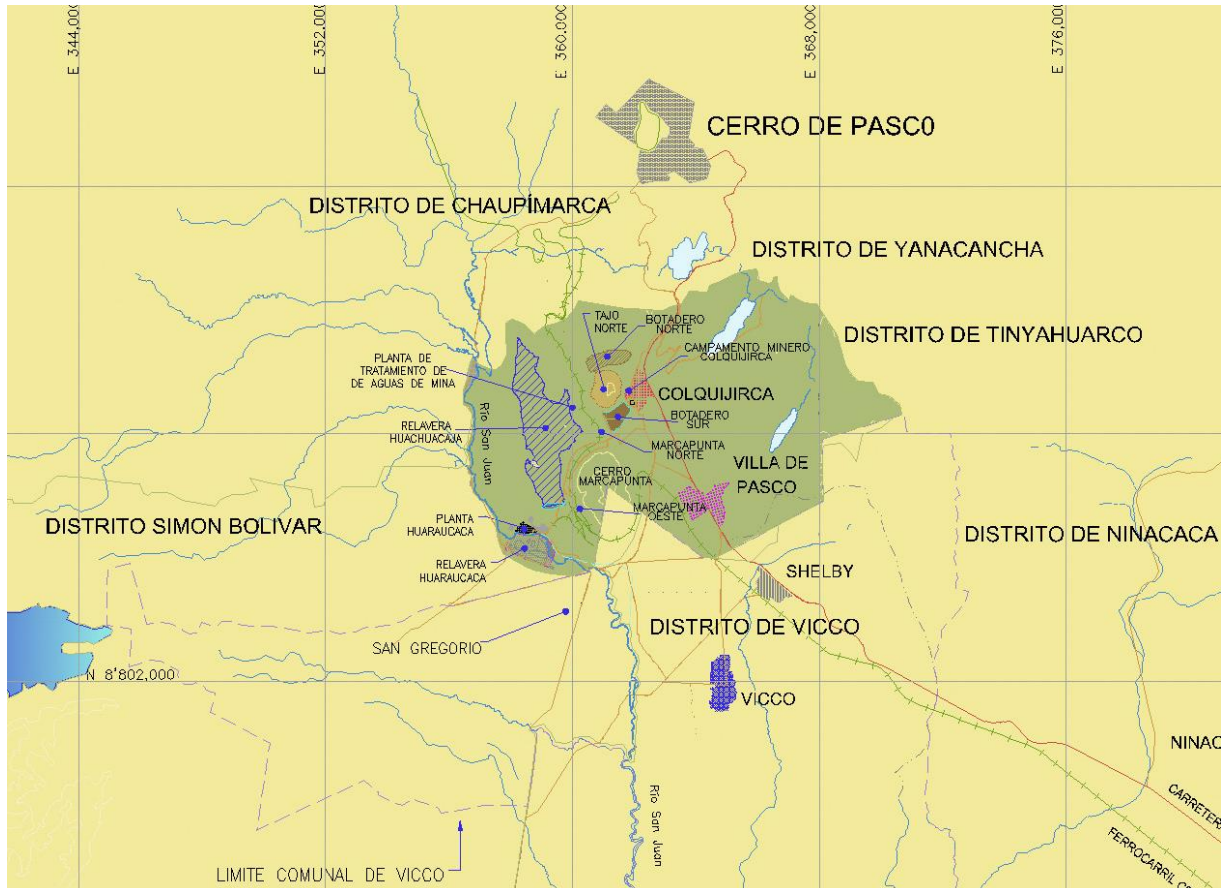 E 344,000
E 352,000
E 360,000
E 368,000
E 376,000
CERRO DE PASC0
DISTRITO DE CHAUPÍMARCA
DISTRITO DE YANACANCHA
TAJO
NORTE
BOTADERO
NORTE
DISTRITO DE TINYAHUARCO
CAMPAMENTO MINERO
COLQUIJIRCA
PLANTA DE
TRATAMIENTO DE
DE AGUAS DE MINA
COLQUIJIRCA
Río San Juan
RELAVERA
HUACHUACAJA
BOTADERO
SUR
MARCAPUNTA
NORTE
VILLA DE
PASCO
CERRO
MARCAPUNTA
MARCAPUNTA
OESTE
DISTRITO SIMON BOLIVAR
PLANTA
HUARAUCACA
DISTRITO DE NINACACA
RELAVERA
HUARAUCACA
SHELBY
DISTRITO DE VICCO
SAN GREGORIO
N 8'802,000
VICCO
NINAC
CARRETER
Río San Juan
FERROCARRIL C
LIMITE COMUNAL DE VICCO